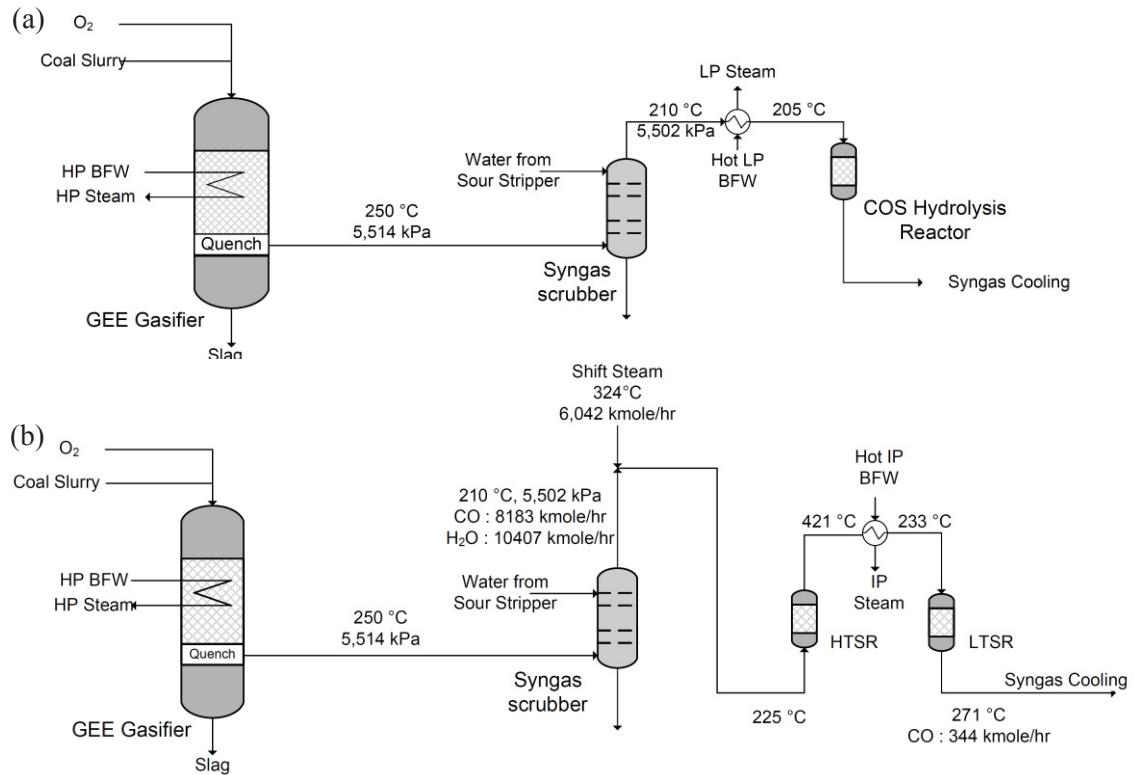 (a)
O₂
Coal Slurry
HP BFW
HP Steam
Quench
GEE Gasifier
Slag
250 °C
5,514 kPa
Water from
Sour Stripper
Syngas
scrubber
210 °C
5,502 kPa
LP Steam
Hot LP
BFW
205 °C
COS Hydrolysis
Reactor
Syngas Cooling
(b)
O₂
Coal Slurry
HP BFW
HP Steam
Quench
GEE Gasifier
Slag
250 °C
5,514 kPa
Shift Steam
324°C
6,042 kmole/hr
210 °C, 5,502 kPa
CO : 8183 kmole/hr
H₂O : 10407 kmole/hr
Water from
Sour Stripper
Syngas
scrubber
225 °C
HTSR
421 °C
Hot IP
BFW
IP
Steam
233 °C
LTSR
Syngas Cooling
271 °C
CO : 344 kmole/hr